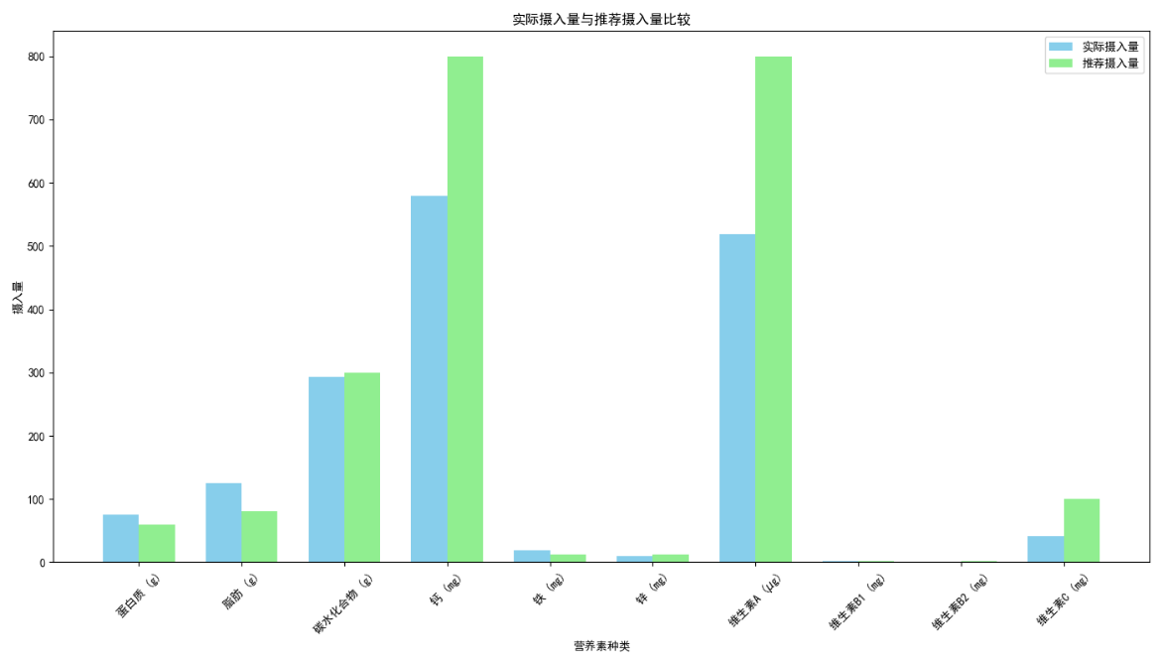 实际摄入量与推荐摄入量比较
实际摄入量
推荐摄入量
摄入量
800
700
600
500
400
300
200
100
0
蛋白质 (g)
脂肪 (g)
碳水化合物 (g)
钙 (mg)
铁 (mg)
锌 (mg)
维生素A (μg)
维生素B1 (mg)
维生素B2 (mg)
维生素C (mg)
营养素种类